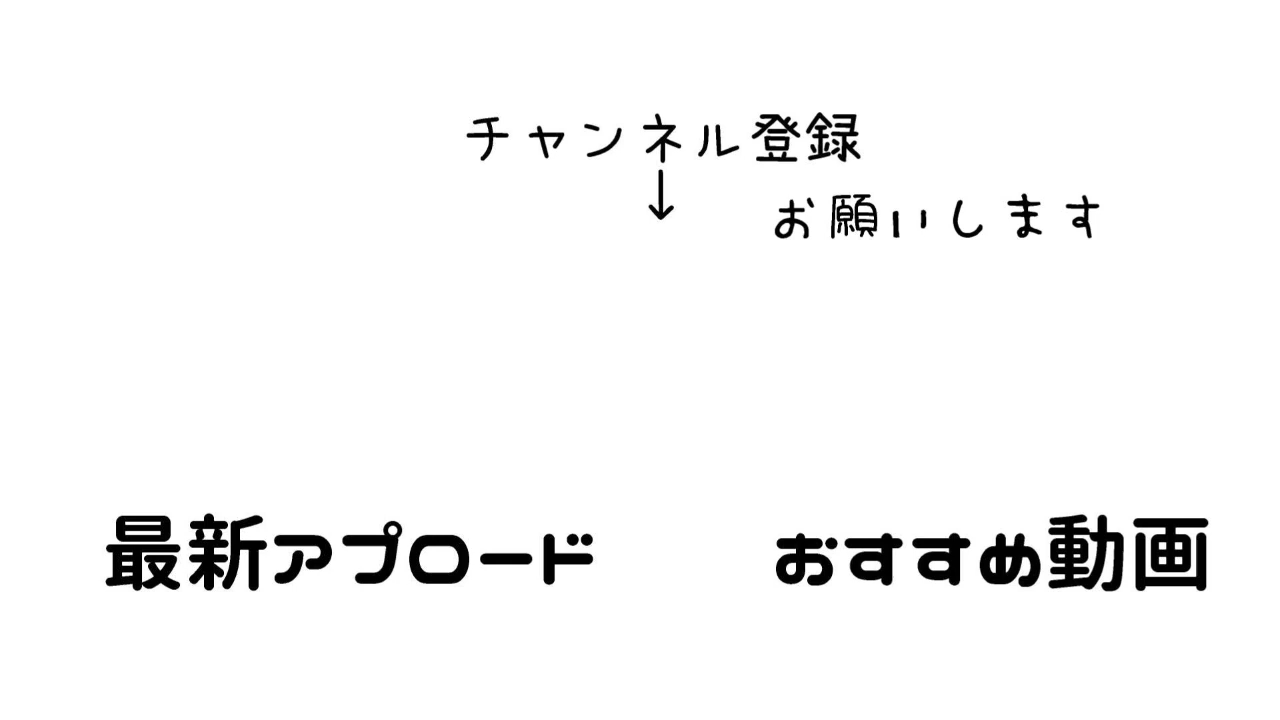 チャンネル登録
↓
お願いします
最新アプロード
おすすめ動画